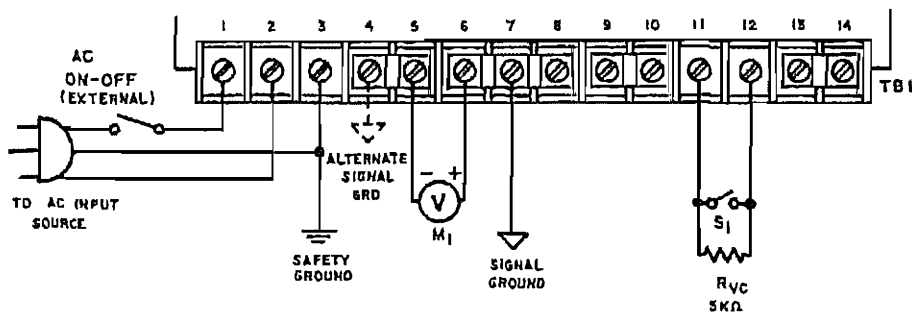 1 2 3 4 5 6 7 8 9 10 11 12 13 14
TB1
AC
ON-OFF
(EXTERNAL)
TO AC INPUT
SOURCE
ALTERNATE
SIGNAL
GRD
- +
V
M1
SAFETY
GROUND
SIGNAL
GROUND
S1
RVC
5KΩ